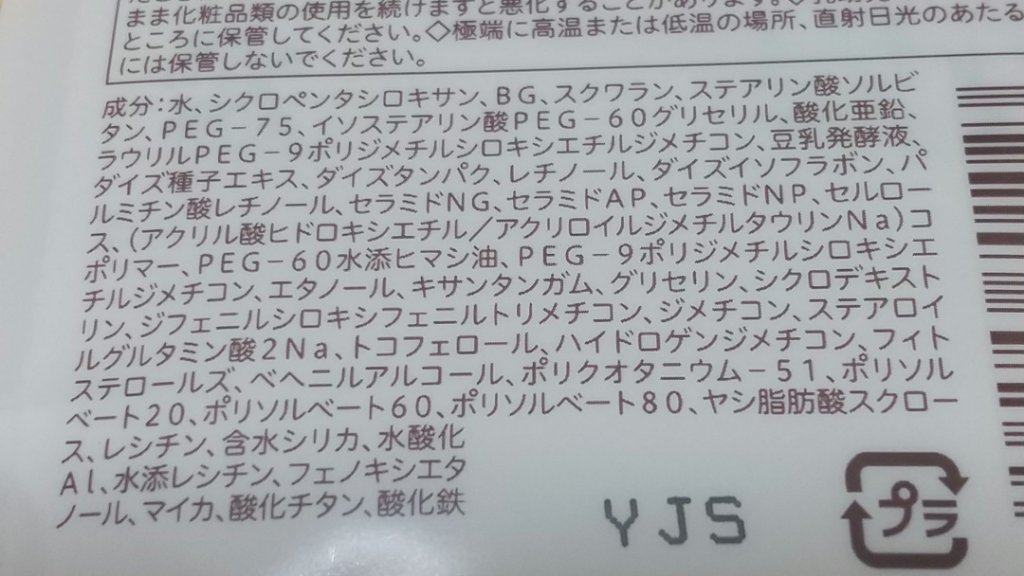 まま化粧品類の使用を続けますと悪化することがあります。
ところに保管してください。◇極端に高温または低温の場所、直射日光のあたる
には保管しないでください。
成分:水、シクロペンタシロキサン、BG、スクワラン、ステアリン酸ソルビ
タン、PEG-75、イソステアリン酸PEG-60グリセリル、酸化亜鉛、
ラウリルPEG-9ポリジメチルシロキシエチルジメチコン、豆乳発酵液、
ダイズ種子エキス、ダイズタンパク、レチノール、ダイズイソフラボン、パ
ルミチン酸レチノール、セラミドNG、セラミドAP、セラミドNP、セルロー
ス、(アクリル酸ヒドロキシエチル/アクリロイルジメチルタウリンNa)コ
ポリマー、PEG-60水添ヒマシ油、PEG-9ポリジメチルシロキシエ
チルジメチコン、エタノール、キサンタンガム、グリセリン、シクロデキスト
リン、ジフェニルシロキシフェニルトリメチコン、ジメチコン、ステアロイ
ルグルタミン酸2Na、トコフェロール、ハイドロゲンジメチコン、フィト
ステロールズ、ベヘニルアルコール、ポリクオタニウム-51、ポリソル
ベート20、ポリソルベート60、ポリソルベート80、ヤシ脂肪酸スクロー
ス、レシチン、含水シリカ、水酸化
Al、水添レシチン、フェノキシエタ
ノール、マイカ、酸化チタン、酸化鉄
YJS
プラ